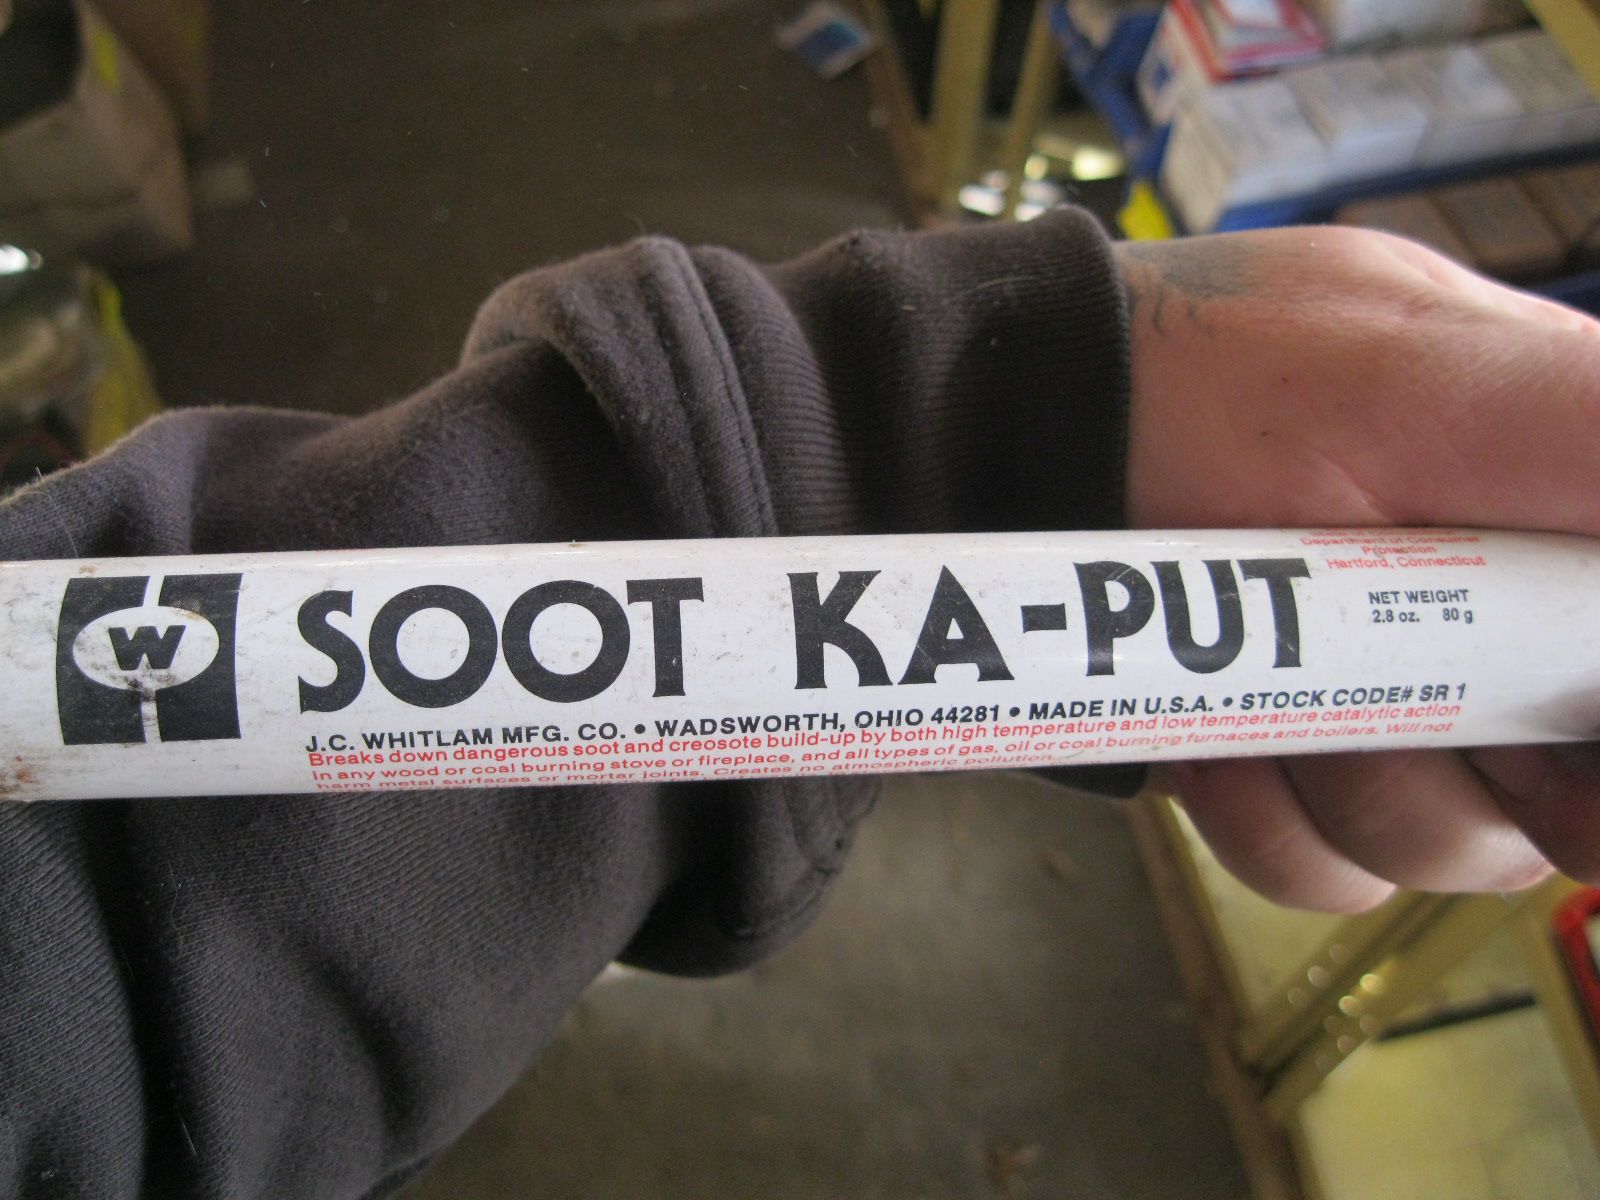 W
SOOT KA-PUT
Department of Consumer
Protection
Hartford, Connecticut
NET WEIGHT
2.8 oz. 80 g
J.C. WHITLAM MFG. CO. • WADSWORTH, OHIO 44281 • MADE IN U.S.A. • STOCK CODE# SR 1
Breaks down dangerous soot and creosote build-up by both high temperature and low temperature catalytic action
in any wood or coal burning stove or fireplace, and all types of gas, oil or coal burning furnaces and boilers. Will not
harm metal surfaces or mortar joints. Creates no atmospheric pollution.